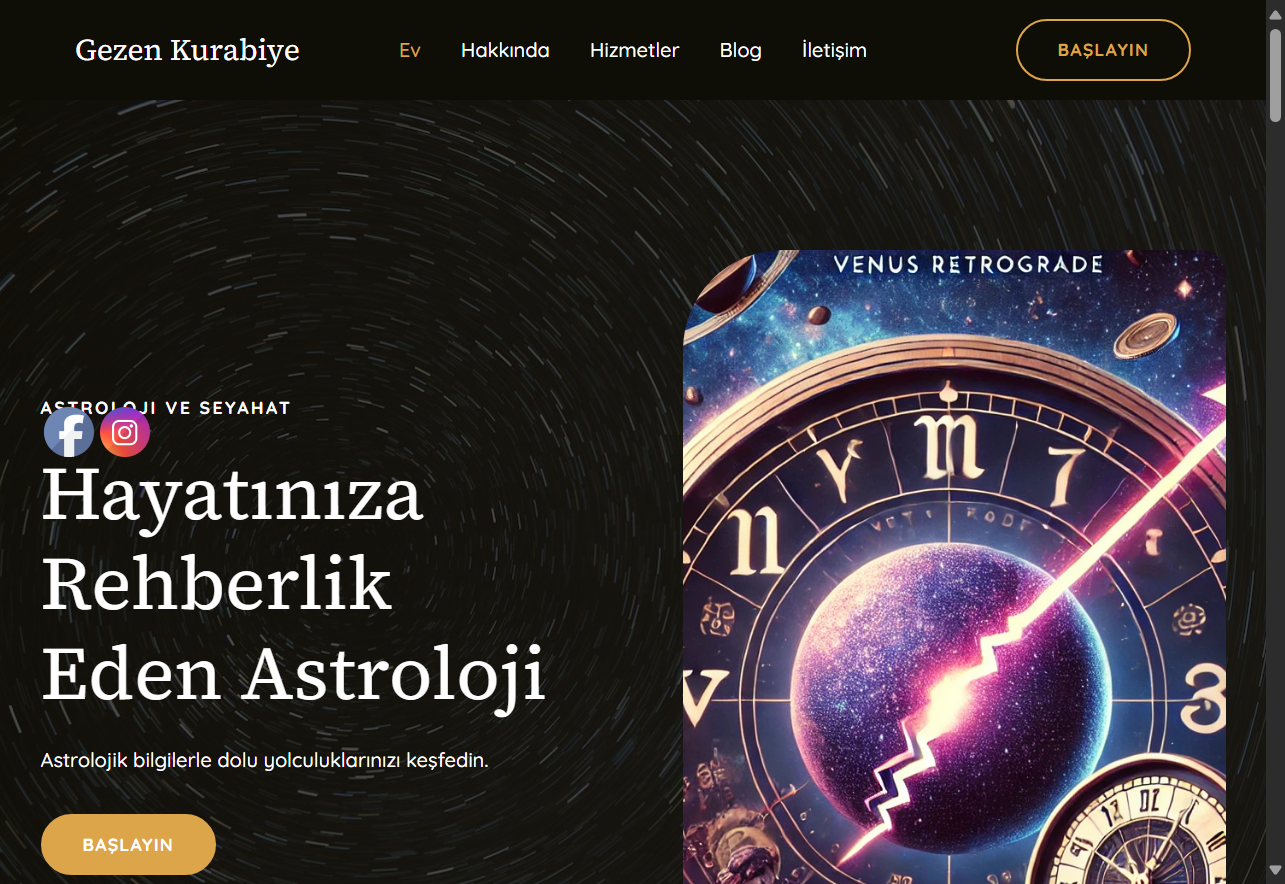 Gezen Kurabiye
Ev
Hakkında
Hizmetler
Blog
İletişim
BAŞLAYIN
VENUS RETROGRADE
ASTROLOJI VE SEYAHAT
Hayatınıza
Rehberlik
Eden Astroloji
Astrolojik bilgilerle dolu yolculuklarınızı keşfedin.
BAŞLAYIN